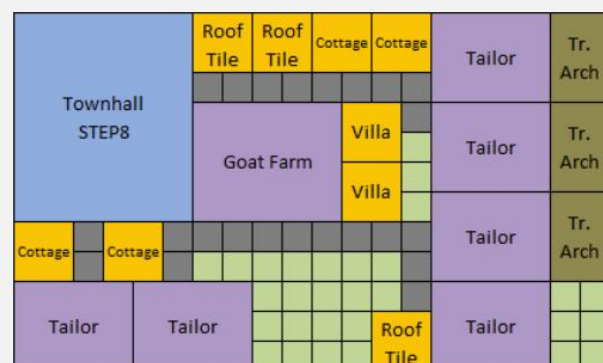 Townhall
STEP8
Roof
Tile
Roof
Tile
Cottage
Cottage
Tailor
Tr.
Arch
Goat Farm
Villa
Villa
Tailor
Tr.
Arch
Tailor
Tr.
Arch
Cottage
Cottage
Tailor
Tailor
Roof
Tile
Tailor